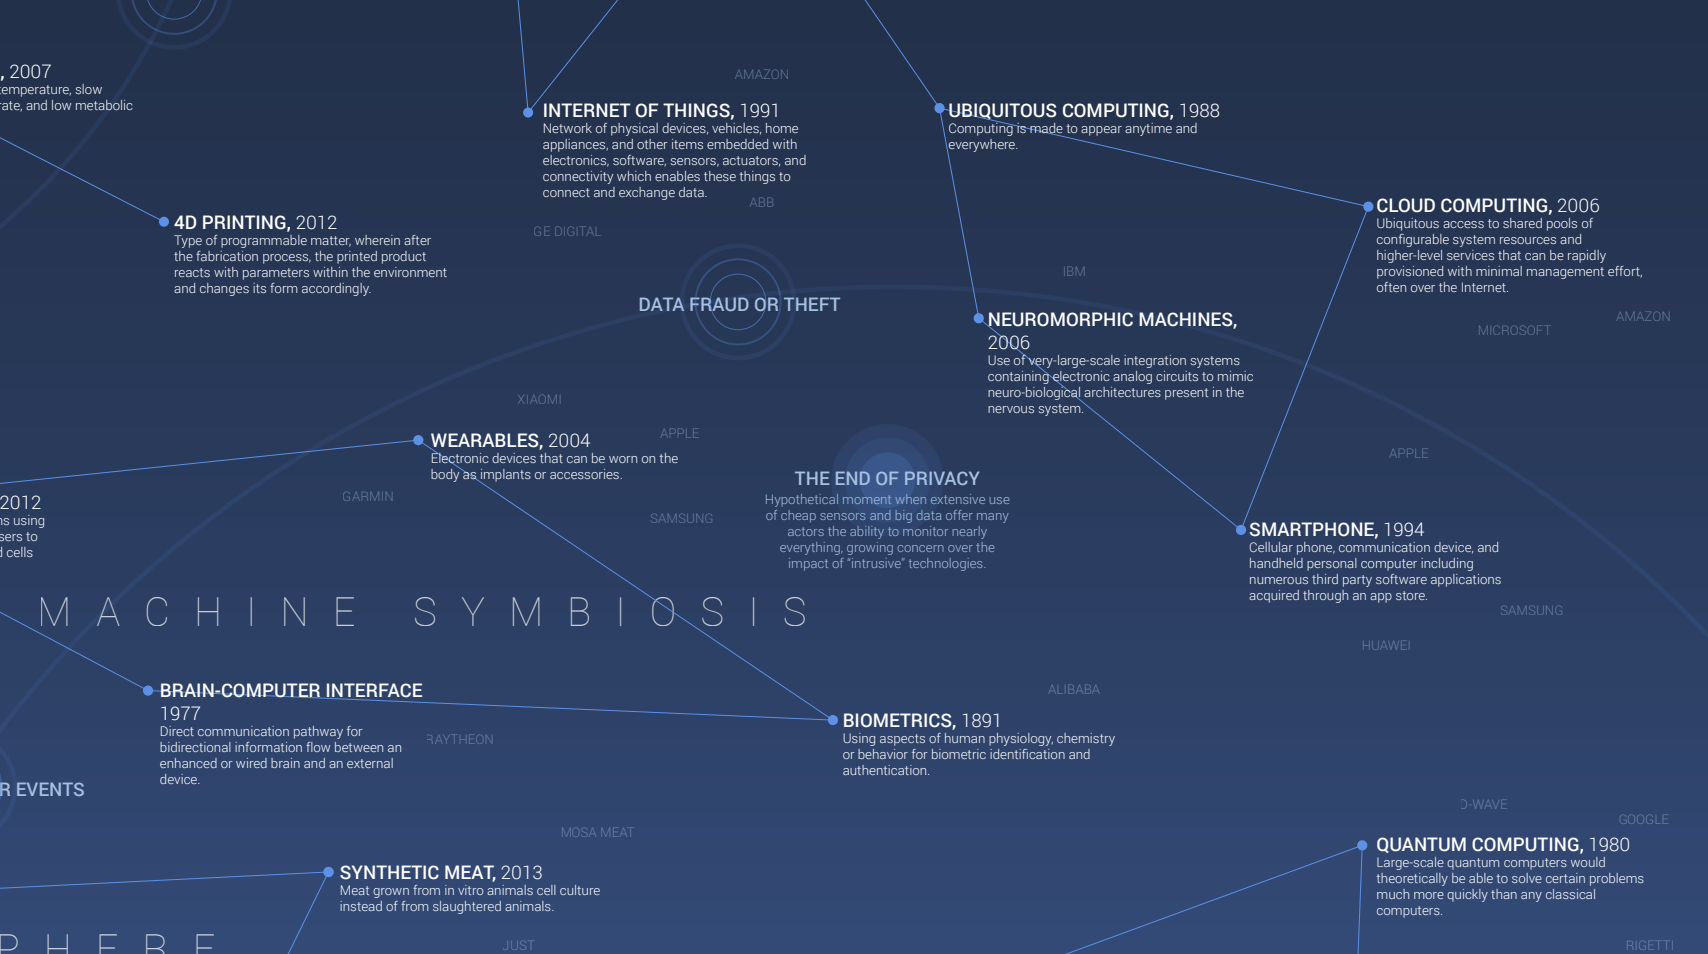 , 2007
temperature, slow
rate, and low metabolic
AMAZON
INTERNET OF THINGS, 1991
Network of physical devices, vehicles, home
appliances, and other items embedded with
electronics, software, sensors, actuators, and
connectivity which enables these things to
connect and exchange data.
ABB
GE DIGITAL
UBIQUITOUS COMPUTING, 1988
Computing is made to appear anytime and
everywhere.
CLOUD COMPUTING, 2006
Ubiquitous access to shared pools of
configurable system resources and
higher-level services that can be rapidly
provisioned with minimal management effort,
often over the Internet.
AMAZON
MICROSOFT
4D PRINTING, 2012
Type of programmable matter, wherein after
the fabrication process, the printed product
reacts with parameters within the environment
and changes its form accordingly.
DATA FRAUD OR THEFT
IBM
NEUROMORPHIC MACHINES,
2006
Use of very-large-scale integration systems
containing electronic analog circuits to mimic
neuro-biological architectures present in the
nervous system.
XIAOMI
APPLE
WEARABLES, 2004
Electronic devices that can be worn on the
body as implants or accessories.
GARMIN
SAMSUNG
THE END OF PRIVACY
Hypothetical moment when extensive use
of cheap sensors and big data offer many
actors the ability to monitor nearly
everything, growing concern over the
impact of “intrusive” technologies.
APPLE
SMARTPHONE, 1994
Cellular phone, communication device, and
handheld personal computer including
numerous third party software applications
acquired through an app store.
SAMSUNG
HUAWEI
2012
ns using
sers to
d cells
MACHINE SYMBIOSIS
BRAIN-COMPUTER INTERFACE
1977
Direct communication pathway for
bidirectional information flow between an
enhanced or wired brain and an external
device.
RAYTHEON
ALIBABA
BIOMETRICS, 1891
Using aspects of human physiology, chemistry
or behavior for biometric identification and
authentication.
R EVENTS
MOSA MEAT
SYNTHETIC MEAT, 2013
Meat grown from in vitro animals cell culture
instead of from slaughtered animals.
JUST
D-WAVE
GOOGLE
QUANTUM COMPUTING, 1980
Large-scale quantum computers would
theoretically be able to solve certain problems
much more quickly than any classical
computers.
RIGETTI
PHERE